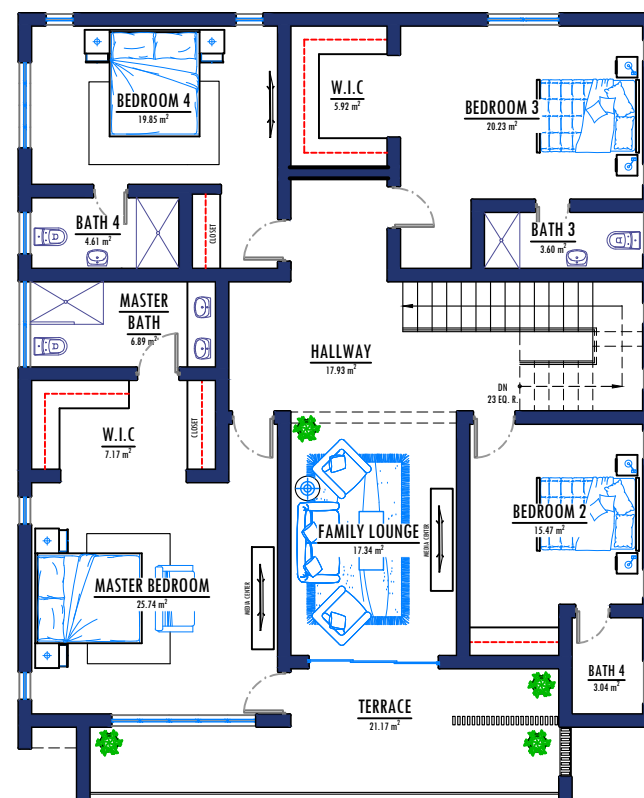 BEDROOM 4
19.85 m²
W.I.C
5.92 m²
BEDROOM 3
20.23 m²
BATH 4
4.61 m²
CLOSET
BATH 3
3.60 m²
MASTER
BATH
6.89 m²
HALLWAY
17.93 m²
DN
23 EQ. R.
W.I.C
7.17 m²
CLOSET
FAMILY LOUNGE
17.34 m²
MEDIA CENTER
BEDROOM 2
15.47 m²
MASTER BEDROOM
25.74 m²
MEDIA CENTER
BATH 4
3.04 m²
TERRACE
21.17 m²